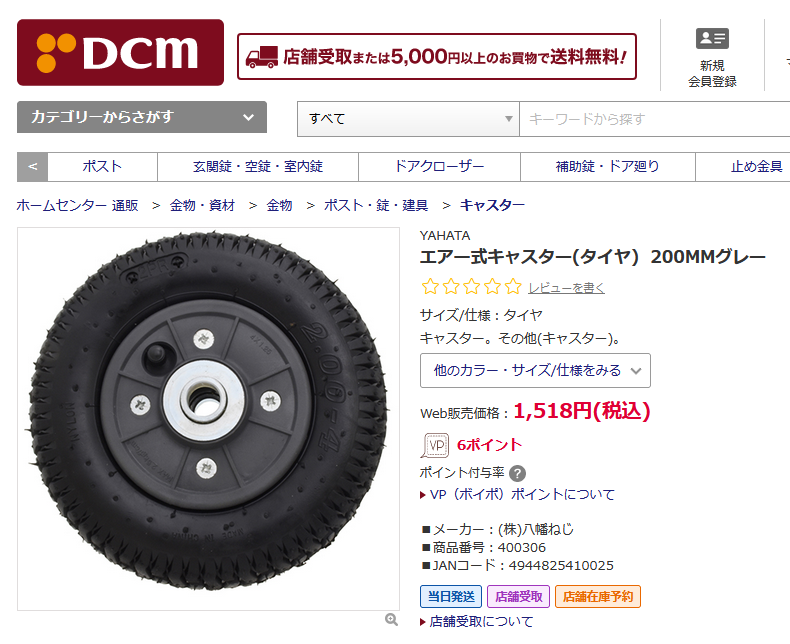 DCM
店舗受取または5,000円以上のお買物で送料無料!
新規
会員登録
カテゴリーからさがす
すべて
キーワードから探す
<
ポスト
玄関錠・空錠・室内錠
ドアクローザー
補助錠・ドア廻り
止め金具
ホームセンター 通販 > 金物・資材 > 金物 > ポスト・錠・建具 > キャスター
YAHATA
エアー式キャスター(タイヤ) 200MMグレー
レビューを書く
サイズ/仕様：タイヤ
キャスター。その他(キャスター)。
他のカラー・サイズ/仕様をみる
Web販売価格：1,518円(税込)
VP 6ポイント
ポイント付与率 ?
VP（ボイポ）ポイントについて
■メーカー：(株)八幡ねじ
■商品番号：400306
■JANコード：4944825410025
当日発送
店舗受取
店舗在庫予約
店舗受取について